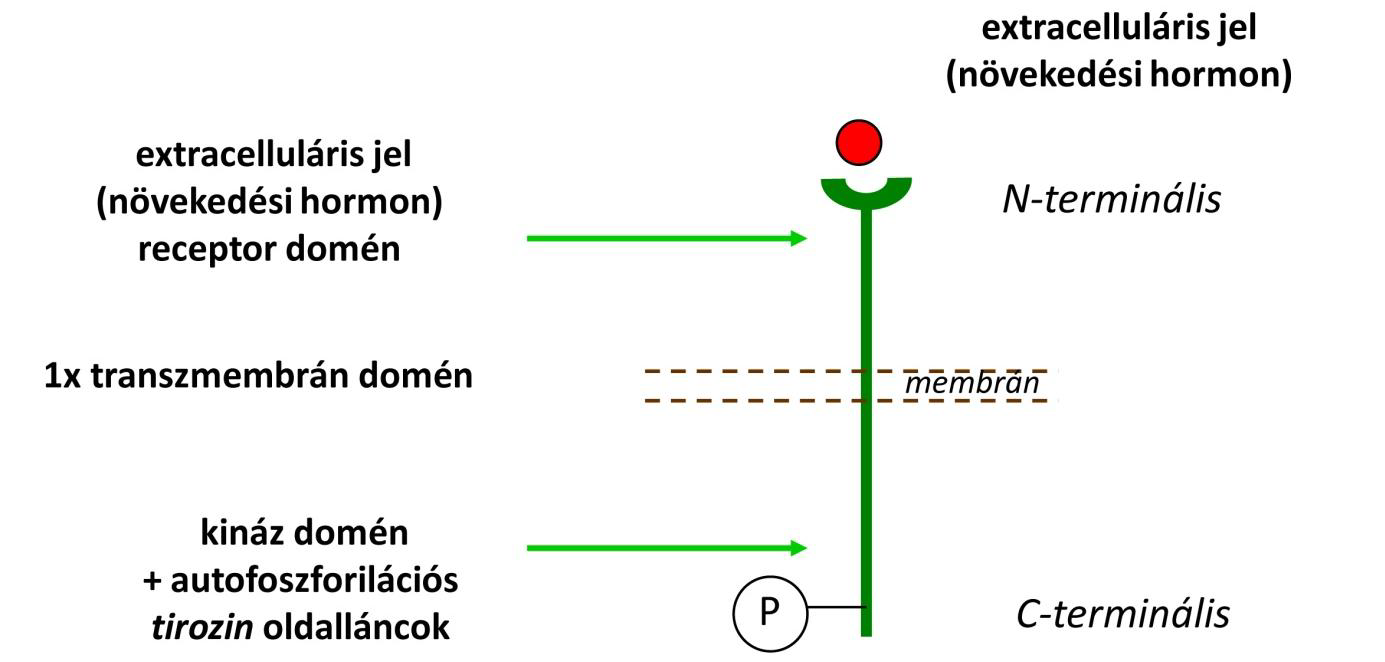 extracelluláris jel
(növekedési hormon)
extracelluláris jel
(növekedési hormon)
receptor domén
N-terminális
1x transzmembrán domén
membrán
kináz domén
+ autofoszforilációs
tirozin oldalláncok
P
C-terminális